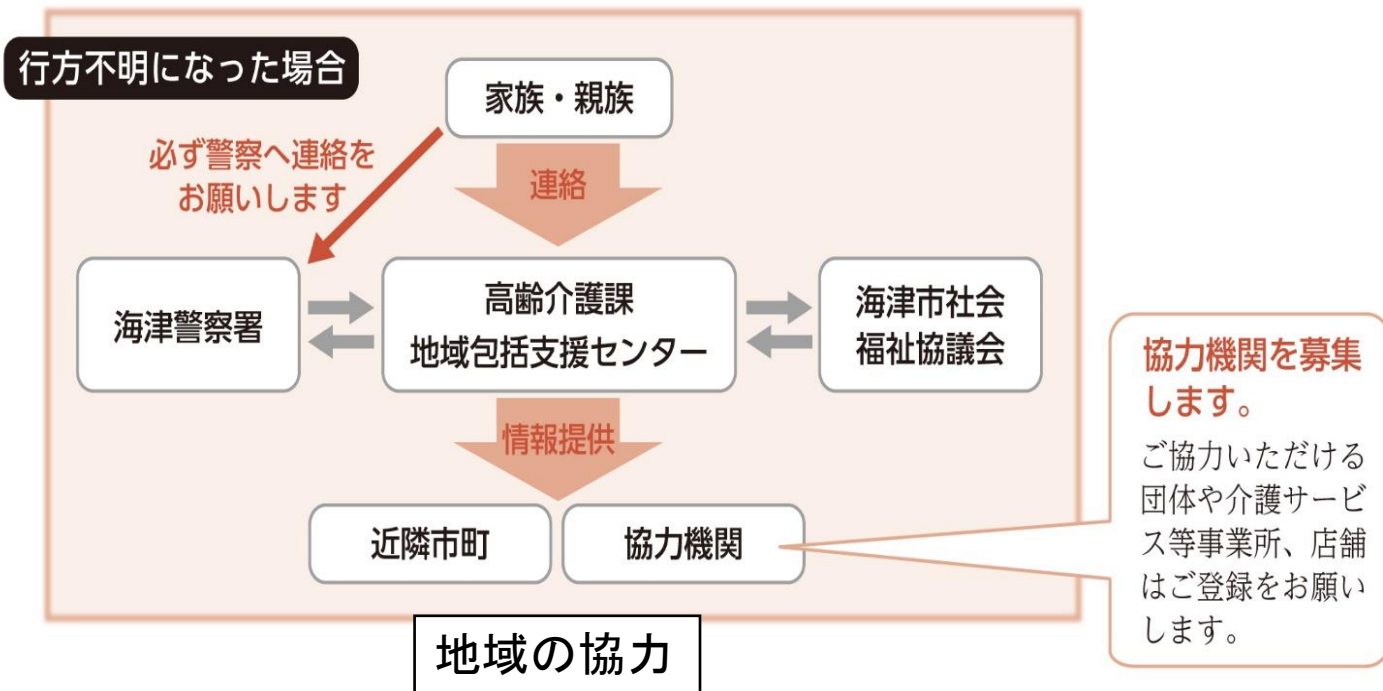 行方不明になった場合
家族・親族
必ず警察へ連絡を
お願いします
連絡
海津警察署
高齢介護課
地域包括支援センター
海津市社会
福祉協議会
情報提供
近隣市町
協力機関
協力機関を募集
します。
ご協力いただける
団体や介護サービ
ス等事業所、店舗
はご登録をお願い
します。
地域の協力